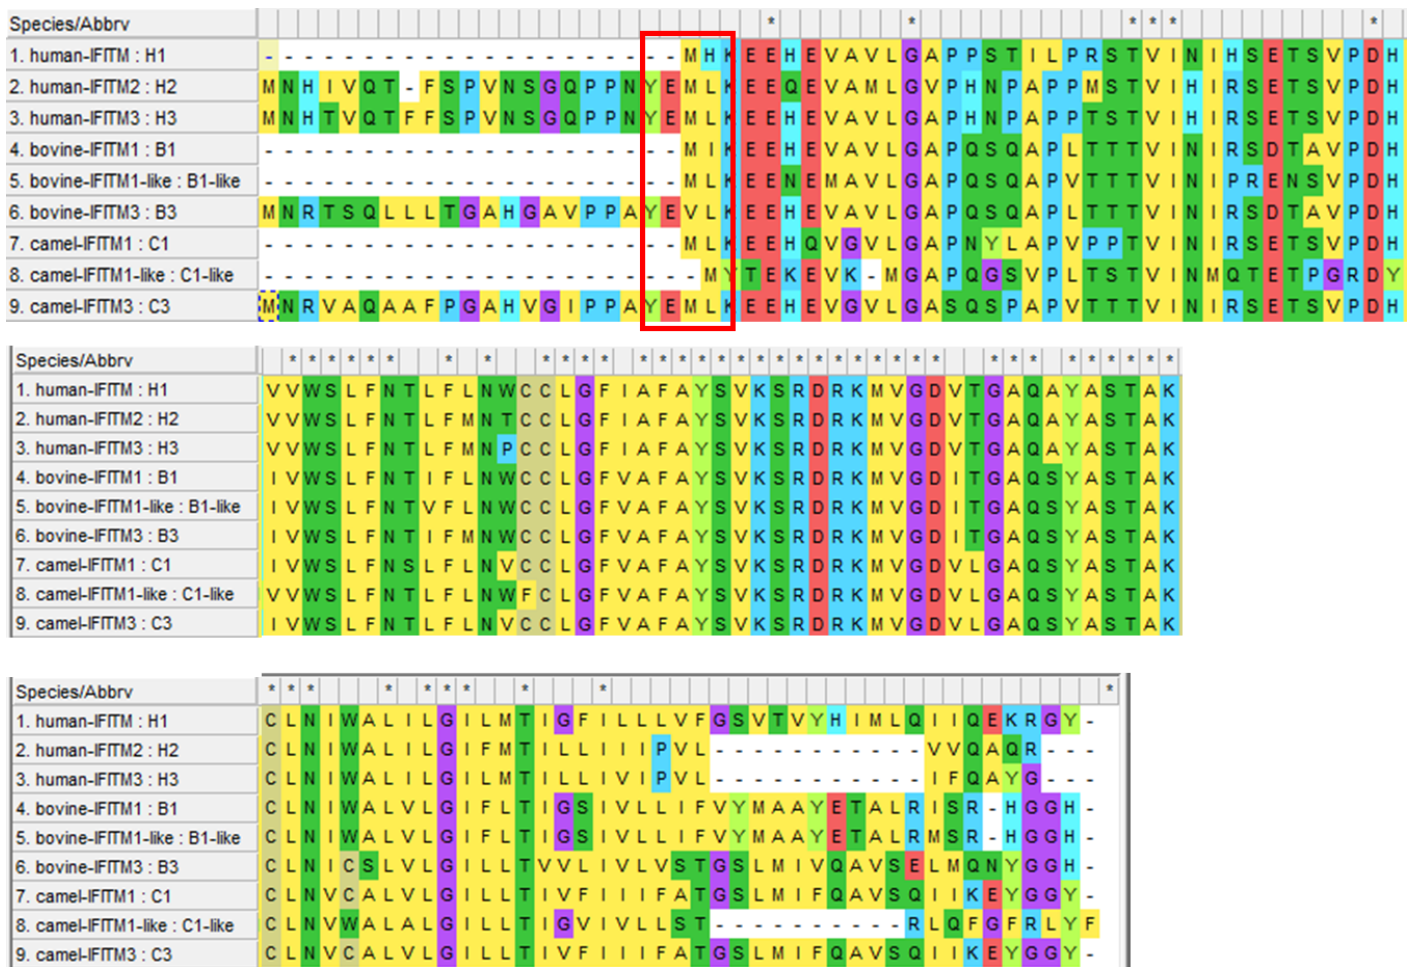 Species/Abbrv * * * * * *
1. human-IFITM : H1 - - - - - - - - - - - - - - - - - - - - - M H K E E H E V A V L G A P P S T I L P R S T V I N I H S E T S V P D H
2. human-IFITM2 : H2 M N H I V Q T - F S P V N S G Q P P N Y E M L K E E Q E V A M L G V P H N P A P P M S T V I H I R S E T S V P D H
3. human-IFITM3 : H3 M N H T V Q T F F S P V N S G Q P P N Y E M L K E E H E V A V L G A P H N P A P P T S T V I H I R S E T S V P D H
4. bovine-IFITM1 : B1 - - - - - - - - - - - - - - - - - - - - - M I K E E H E V A V L G A P Q S Q A P L T T T V I N I R S D T A V P D H
5. bovine-IFITM1-like : B1-like - - - - - - - - - - - - - - - - - - - - - M L K E E N E M A V L G A P Q S Q A P V T T T V I N I P R E N S V P D H
6. bovine-IFITM3 : B3 M N R T S Q L L L T G A H G A V P P A Y E V L K E E H E V A V L G A P Q S Q A P L T T T V I N I R S D T A V P D H
7. camel-IFITM1 : C1 - - - - - - - - - - - - - - - - - - - - - M L K E E H Q V G V L G A P N Y L A P V P P T V I N I R S E T S V P D H
8. camel-IFITM1-like : C1-like - - - - - - - - - - - - - - - - - - - - - - M Y T E K E V K - M G A P Q G S V P L T S T V I N M Q T E T P G R D Y
9. camel-IFITM3 : C3 M N R V A Q A A F P G A H V G I P P A Y E M L K E E H E V G V L G A S Q S P A P V T T T V I N I R S E T S V P D H
Species/Abbrv * * * * * * * * * * * * * * * * * * * * * * * * * * * * * * * * * * * * *
1. human-IFITM : H1 V V W S L F N T L F L N W C C L G F I A F A Y S V K S R D R K M V G D V T G A Q A Y A S T A K
2. human-IFITM2 : H2 V V W S L F N T L F M N T C C L G F I A F A Y S V K S R D R K M V G D V T G A Q A Y A S T A K
3. human-IFITM3 : H3 V V W S L F N T L F M N P C C L G F I A F A Y S V K S R D R K M V G D V T G A Q A Y A S T A K
4. bovine-IFITM1 : B1 I V W S L F N T I F L N W C C L G F V A F A Y S V K S R D R K M V G D I T G A Q S Y A S T A K
5. bovine-IFITM1-like : B1-like I V W S L F N T V F L N W C C L G F V A F A Y S V K S R D R K M V G D I T G A Q S Y A S T A K
6. bovine-IFITM3 : B3 I V W S L F N T I F M N W C C L G F V A F A Y S V K S R D R K M V G D I T G A Q S Y A S T A K
7. camel-IFITM1 : C1 I V W S L F N S L F L N V C C L G F V A F A Y S V K S R D R K M V G D V L G A Q S Y A S T A K
8. camel-IFITM1-like : C1-like V V W S L F N T L F L N W F C L G F V A F A Y S V K S R D R K M V G D V L G A Q S Y A S T A K
9. camel-IFITM3 : C3 I V W S L F N T L F L N V C C L G F V A F A Y S V K S R D R K M V G D V L G A Q S Y A S T A K
Species/Abbrv * * * * * * * * * *
1. human-IFITM : H1 C L N I W A L I L G I L M T I G F I L L L V F G S V T V Y H I M L Q I I Q E K R G Y -
2. human-IFITM2 : H2 C L N I W A L I L G I F M T I L L I I I P V L - - - - - - - - - - - V V Q A Q R - - -
3. human-IFITM3 : H3 C L N I W A L I L G I L M T I L L I V I P V L - - - - - - - - - - - I F Q A Y G - - -
4. bovine-IFITM1 : B1 C L N I W A L V L G I F L T I G S I V L L I F V Y M A A Y E T A L R I S R - H G G H -
5. bovine-IFITM1-like : B1-like C L N I W A L V L G I F L T I G S I V L L I F V Y M A A Y E T A L R M S R - H G G H -
6. bovine-IFITM3 : B3 C L N I C S L V L G I L L T V V L I V L V S T G S L M I V Q A V S E L M Q N Y G G H -
7. camel-IFITM1 : C1 C L N V C A L V L G I L L T I V F I I I F A T G S L M I F Q A V S Q I I K E Y G G Y -
8. camel-IFITM1-like : C1-like C L N V W A L A L G I L L T I G V I V L L S T - - - - - - - - - - R L Q F G F R L Y F
9. camel-IFITM3 : C3 C L N V C A L V L G I L L T I V F I I I F A T G S L M I F Q A V S Q I I K E Y G G Y -